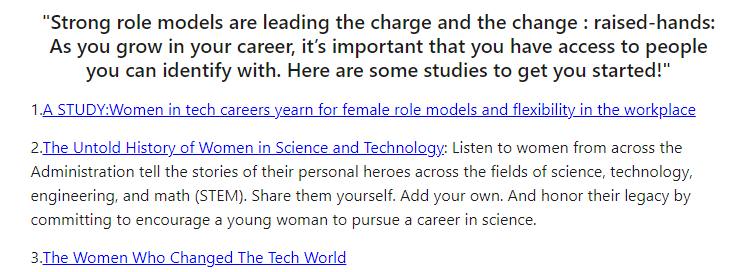 "Strong role models are leading the charge and the change : raised-hands:
As you grow in your career, it's important that you have access to people
you can identify with. Here are some studies to get you started!"
1.A STUDY:Women in tech careers yearn for female role models and flexibility in the workplace
2.The Untold History of Women in Science and Technology: Listen to women from across the
Administration tell the stories of their personal heroes across the fields of science, technology,
engineering, and math (STEM). Share them yourself. Add your own. And honor their legacy by
committing to encourage a young woman to pursue a career in science.
3.The Women Who Changed The Tech World